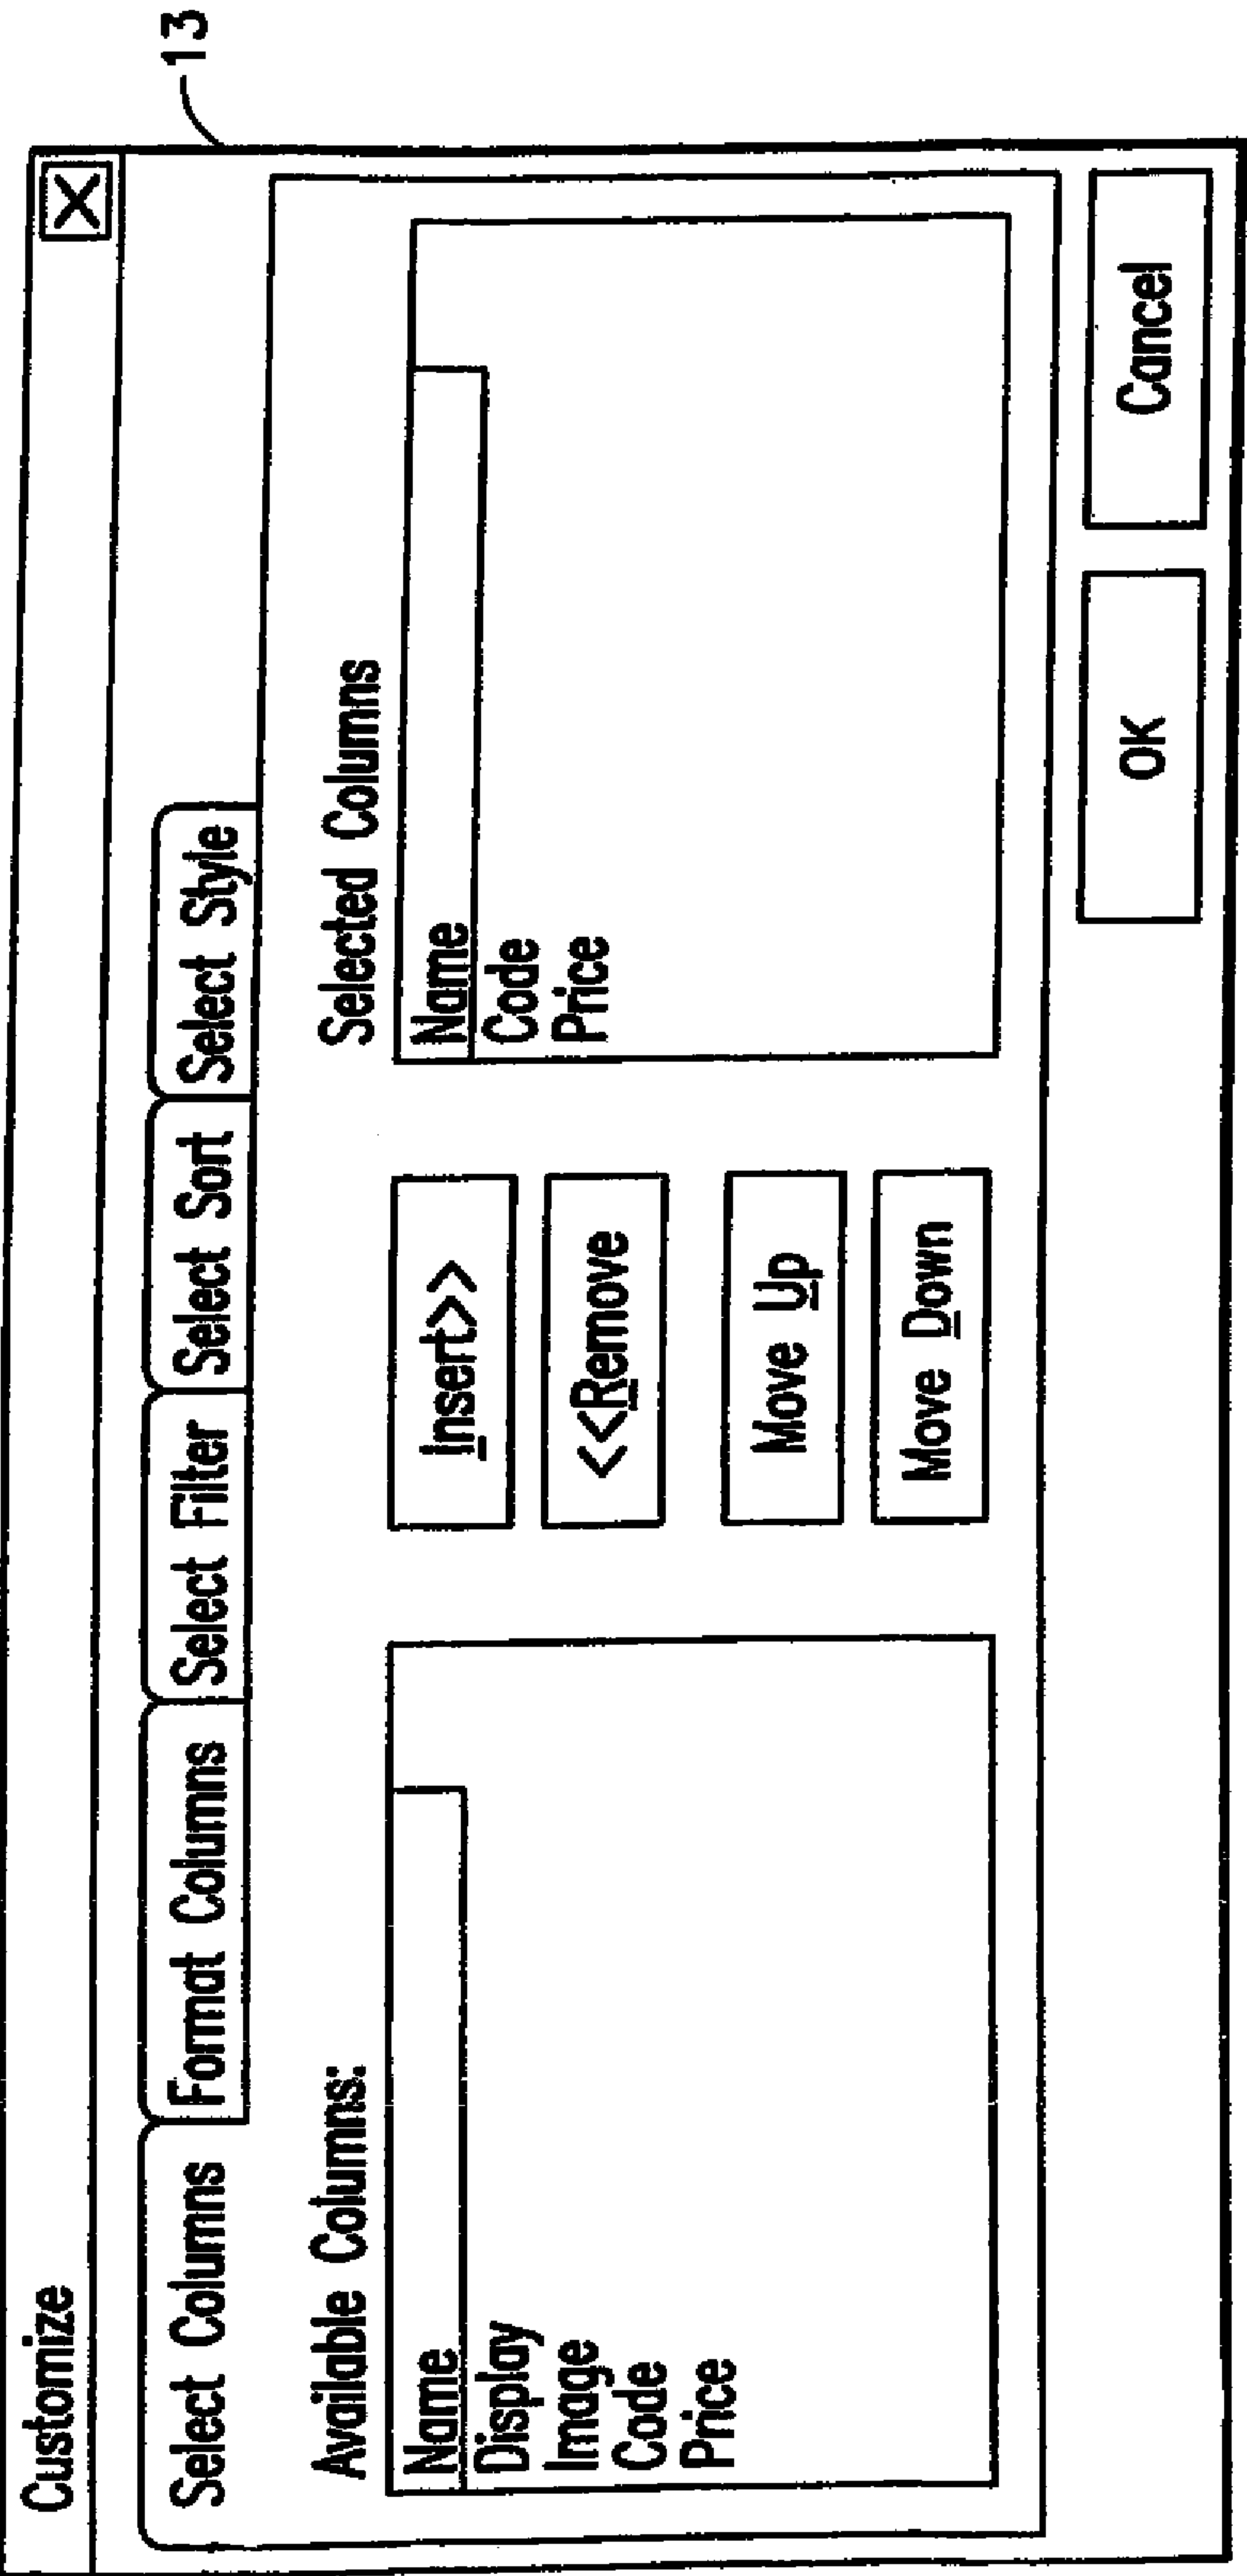 Customize
X
13
Select Columns Format Columns Select Filter Select Sort Select Style
Available Columns:
Name
Display
Image
Code
Price
Insert>>
<<Remove
Move Up
Move Down
Selected Columns
Name
Code
Price
OK Cancel